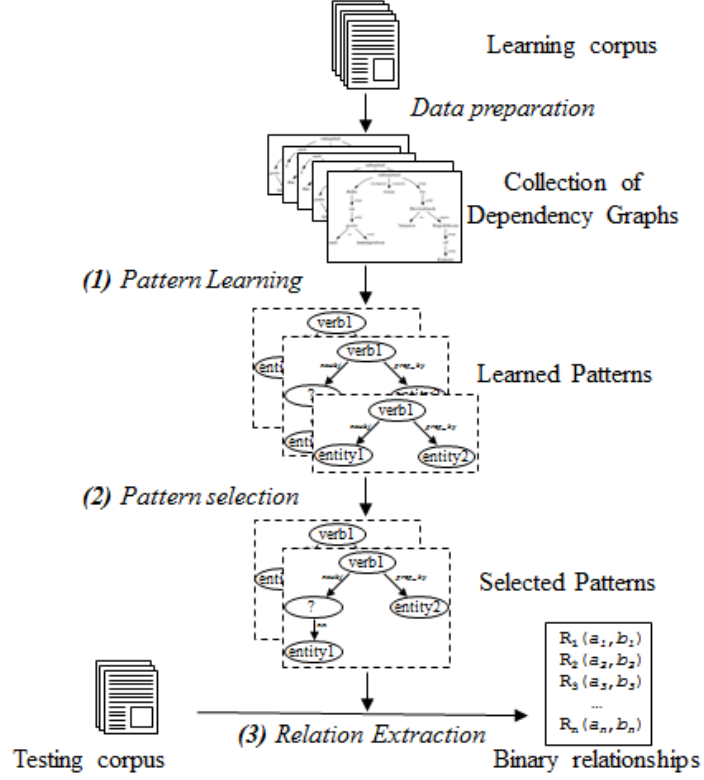 Learning corpus
Data preparation
Collection of
Dependency Graphs
(1) Pattern Learning
verb1
verb1
?
verb1
entity1
entity2
Learned Patterns
(2) Pattern selection
verb1
verb1
?
entity2
nn
entity1
Selected Patterns
R1(a1,b1)
R2(a2,b2)
R3(a3,b3)
...
Rn(an,bn)
(3) Relation Extraction
Testing corpus
Binary relationships